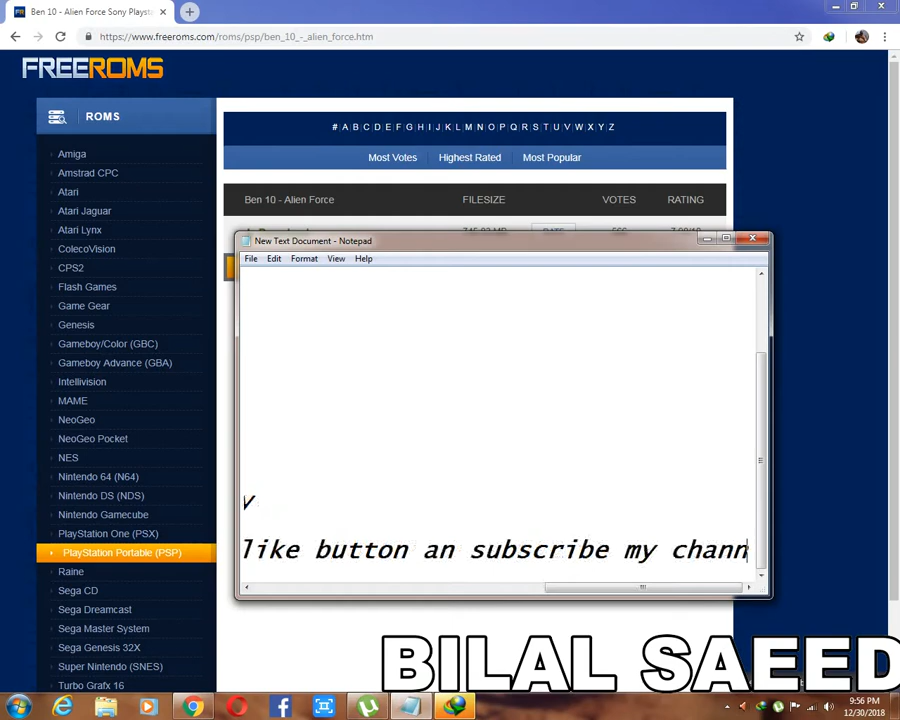 Ben 10 - Alien Force Sony Playsta
https://www.freeroms.com/roms/psp/ben_10_-_alien_force.htm
FREEROMS
ROMS
# A B C D E F G H I J K L M N O P Q R S T U V W X Y Z
Most Votes
Highest Rated
Most Popular
Ben 10 - Alien Force
FILESIZE
VOTES
RATING
Amiga
Amstrad CPC
Atari
Atari Jaguar
Atari Lynx
ColecoVision
CPS2
Flash Games
Game Gear
Genesis
Gameboy/Color (GBC)
Gameboy Advance (GBA)
Intellivision
MAME
NeoGeo
NeoGeo Pocket
NES
Nintendo 64 (N64)
Nintendo DS (NDS)
Nintendo Gamecube
PlayStation One (PSX)
PlayStation Portable (PSP)
Raine
Sega CD
Sega Dreamcast
Sega Master System
Sega Genesis 32X
Super Nintendo (SNES)
Turbo Grafx 16
New Text Document - Notepad
File Edit Format View Help
v
like button an subscribe my chann
BILAL SAEED
9:56 PM
12/30/2018